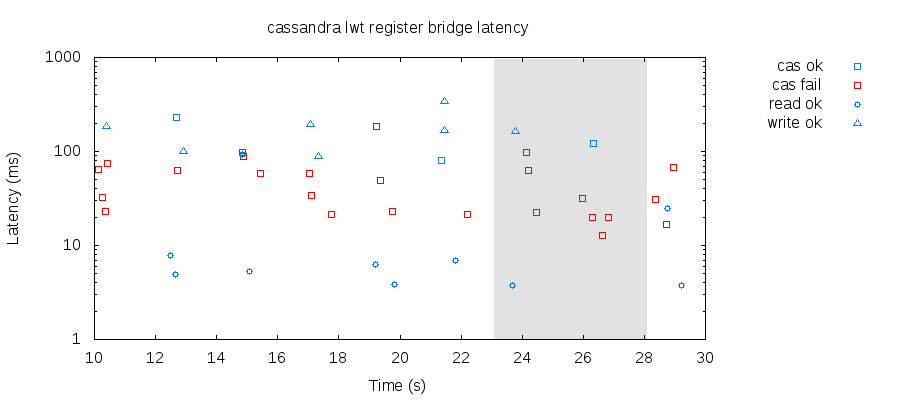 cassandra lwt register bridge latency
1000
100
10
1
Latency (ms)
10 12 14 16 18 20 22 24 26 28 30
Time (s)
cas ok
cas fail
read ok
write ok